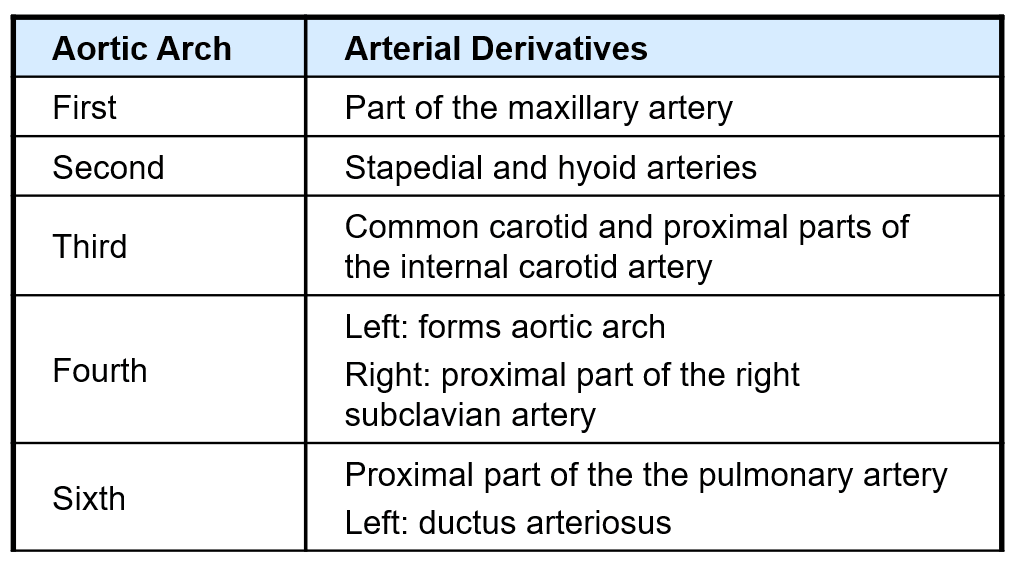 Aortic Arch
Arterial Derivatives
First
Part of the maxillary artery
Second
Stapedial and hyoid arteries
Third
Common carotid and proximal parts of
the internal carotid artery
Fourth
Left: forms aortic arch
Right: proximal part of the right
subclavian artery
Sixth
Proximal part of the the pulmonary artery
Left: ductus arteriosus